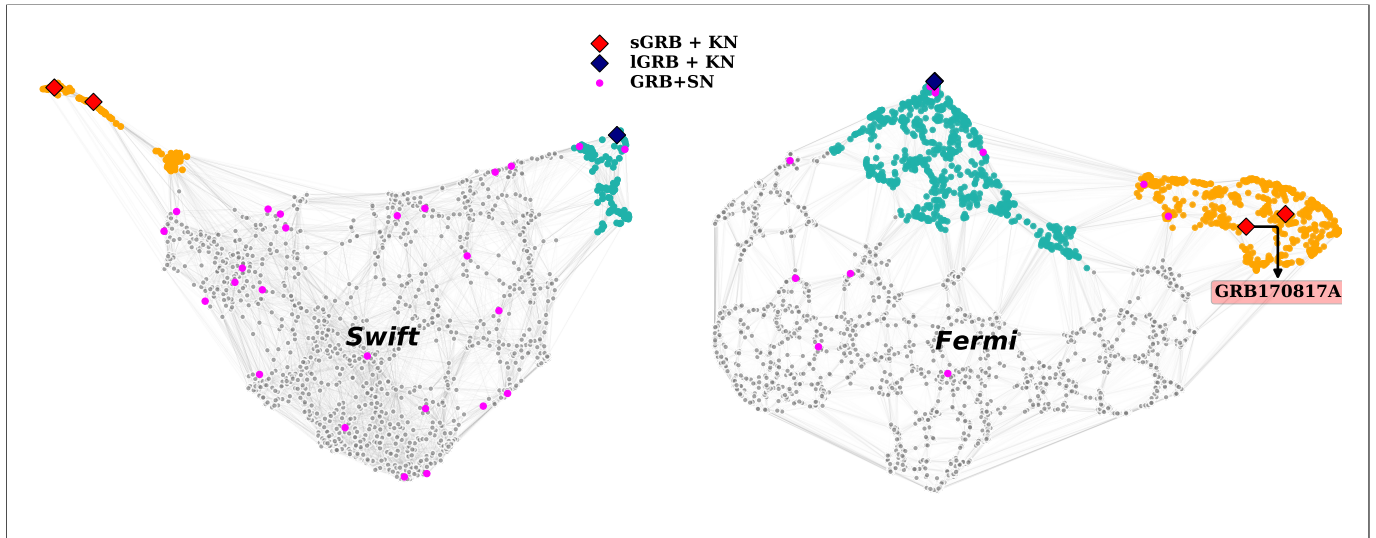 sGRB + KN
lGRB + KN
GRB+SN
Swift
Fermi
GRB170817A